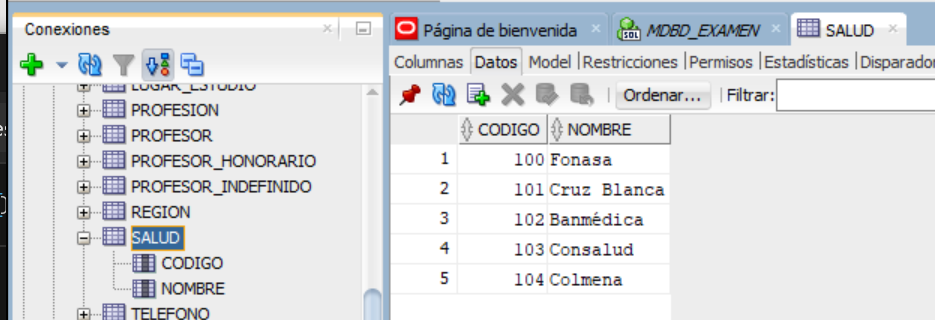 Conexiones
LUGAR_ESTUDIO
PROFESION
PROFESOR
PROFESOR_HONORARIO
PROFESOR_INDEFINIDO
REGION
SALUD
CODIGO
NOMBRE
TELEFONO
Página de bienvenida MDBD_EXAMEN SALUD
Columnas Datos Model Restricciones Permisos Estadísticas Disparador
Ordenar... Filtrar:
CODIGO NOMBRE
1 100 Fonasa
2 101 Cruz Blanca
3 102 Banmédica
4 103 Consalud
5 104 Colmena